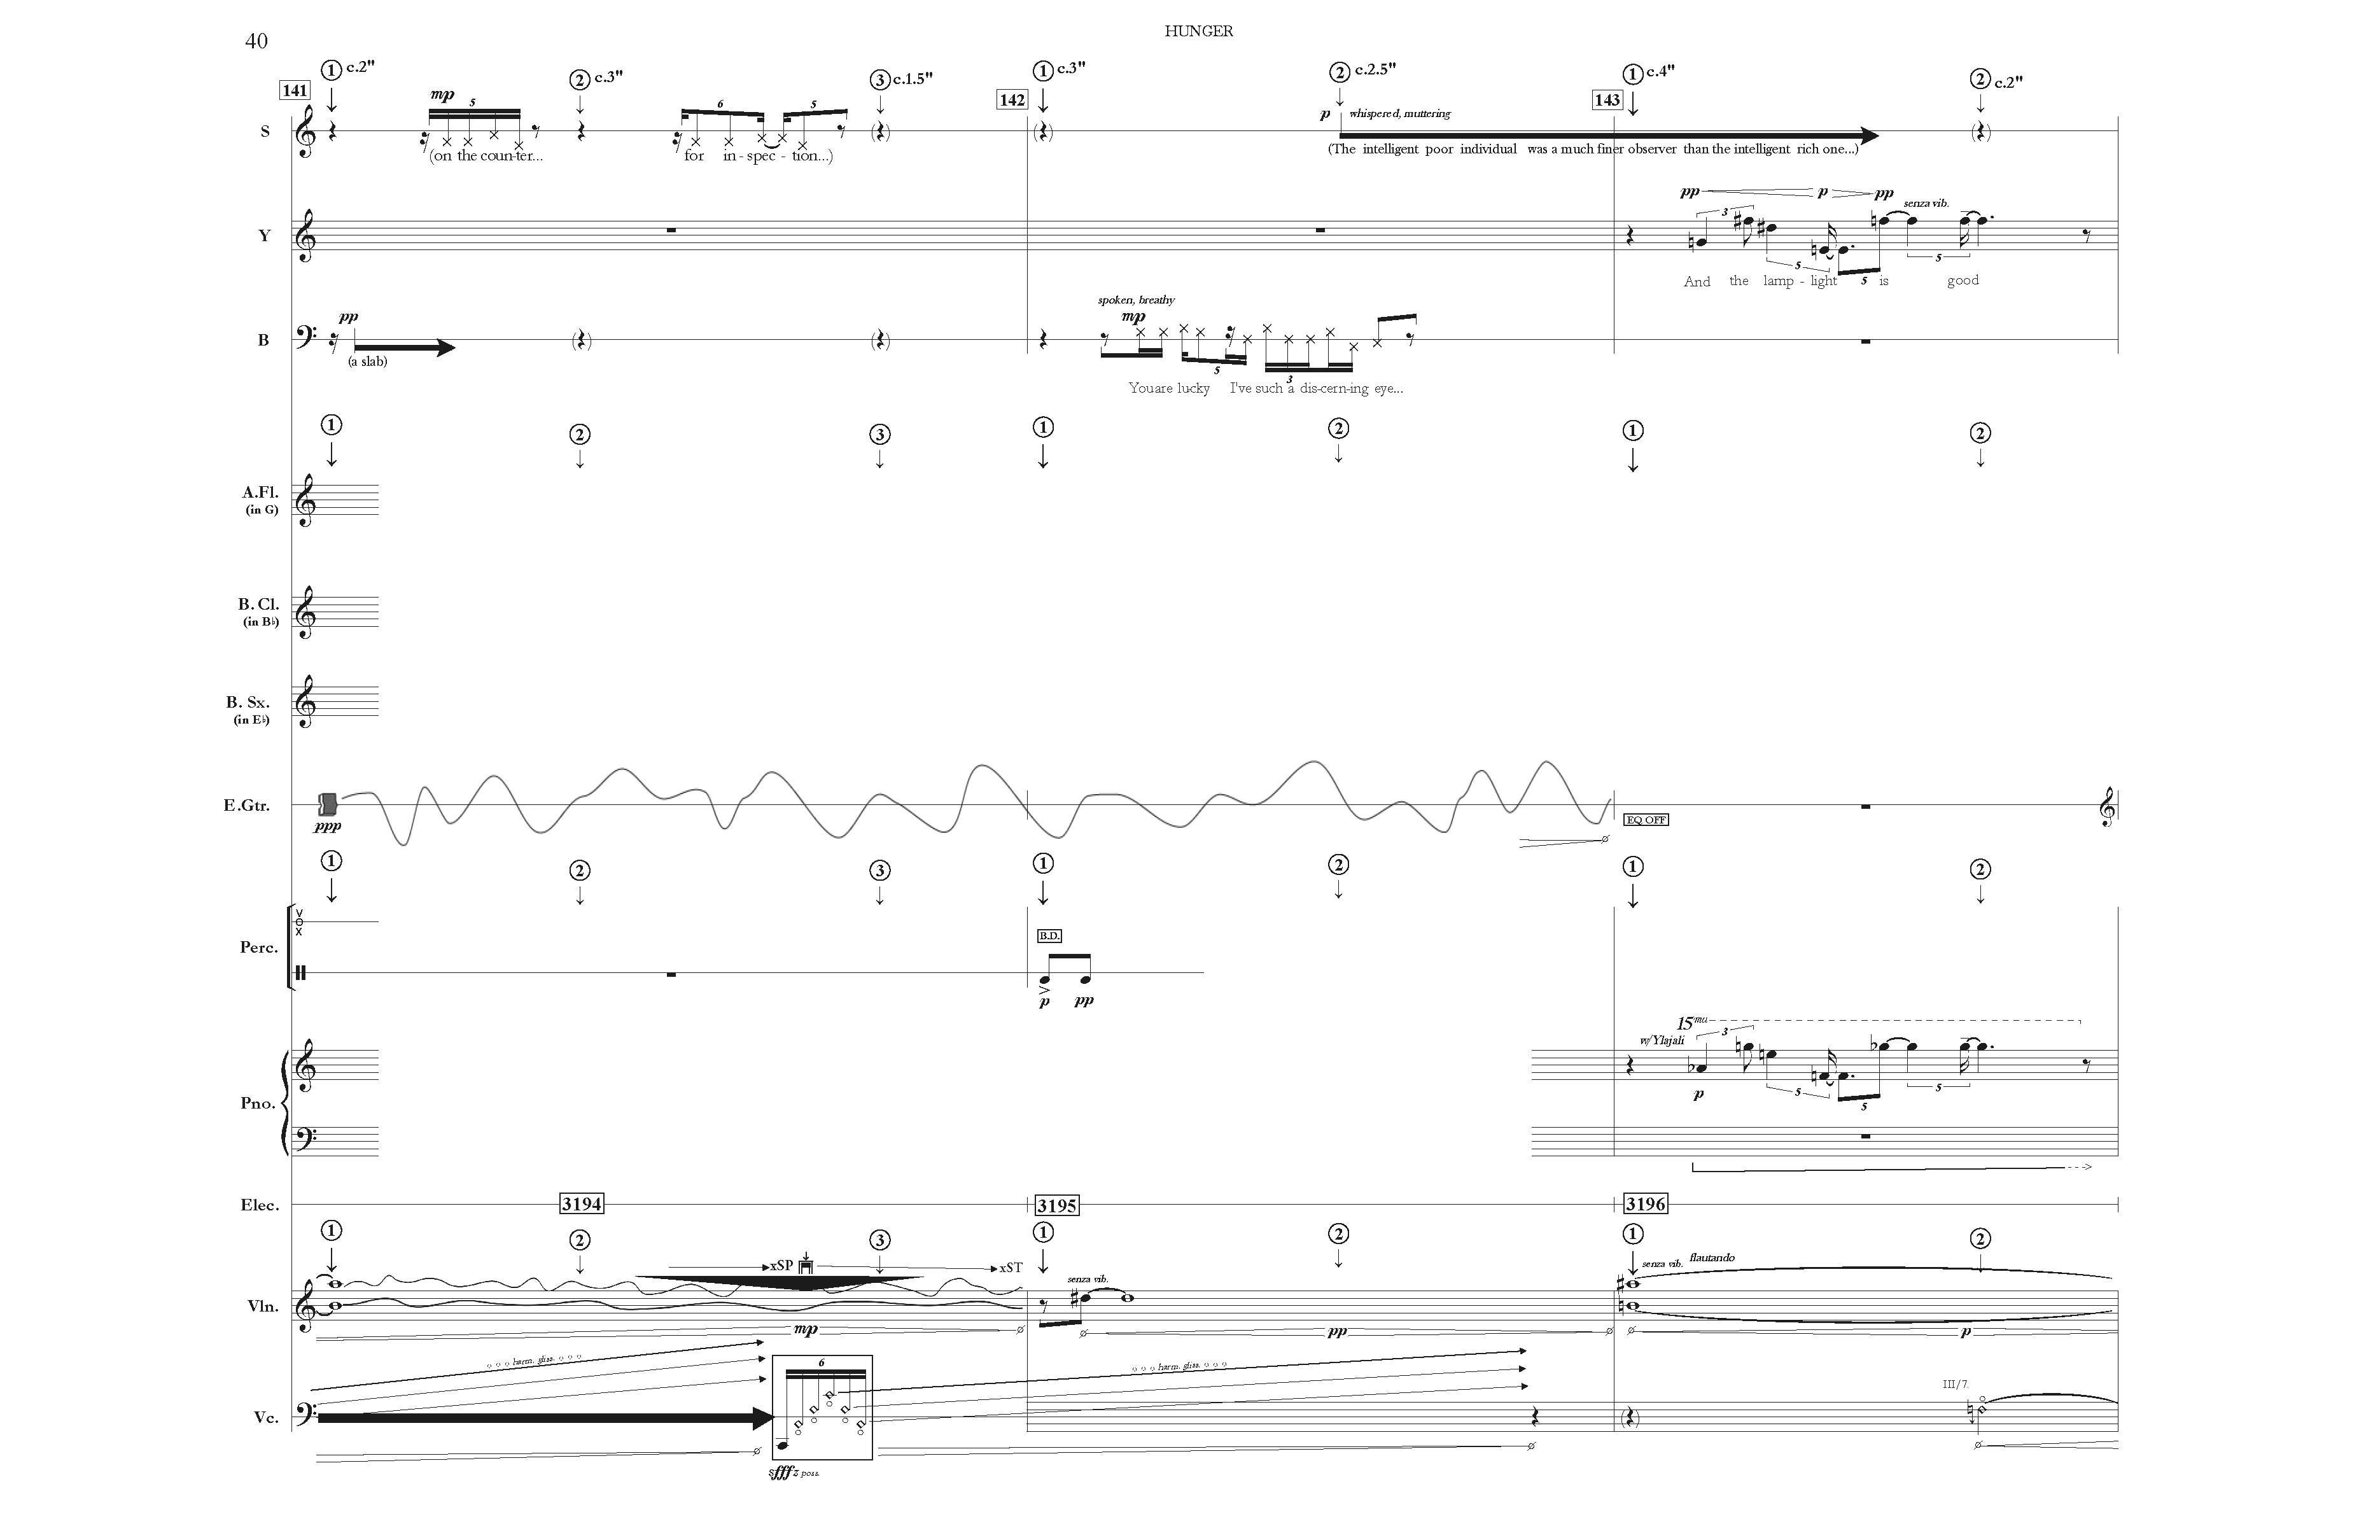 40
HUNGER
141 ① c.2" ② c.3" ③ c.1.5" 142 ① c.3" ② c.2.5" 143 ① c.4" ② c.2"
S
mp 5 6 5 p whispered, muttering
(on the coun-ter... for in - spec - tion...) (The intelligent poor individual was a much finer observer than the intelligent rich one...)
pp p pp
Y
3 5 5 senza vib. 5
And the lamp - light is good
spoken, breathy
B
pp mp
(a slab)
5 3
Youare lucky I've such a dis-cern-ing eye...
① ② ③ ① ② ① ②
A.Fl.
(in G)
B. Cl.
(in B♭)
B. Sx.
(in E♭)
E.Gtr.
ppp
EQ OFF
① ② ③ ① ② ① ②
VOX
Perc.
B.D.
p pp
15ma
w/Ylajali 3
p 5 5 5
Pno.
Elec. 3194 3195 3196
① ② ③ ① ② ① ②
xSP xST senza vib. senza vib. flautando
Vln.
mp pp p
harm. gliss. 6 harm. gliss.
III/7
Vc.
sfffz poss.